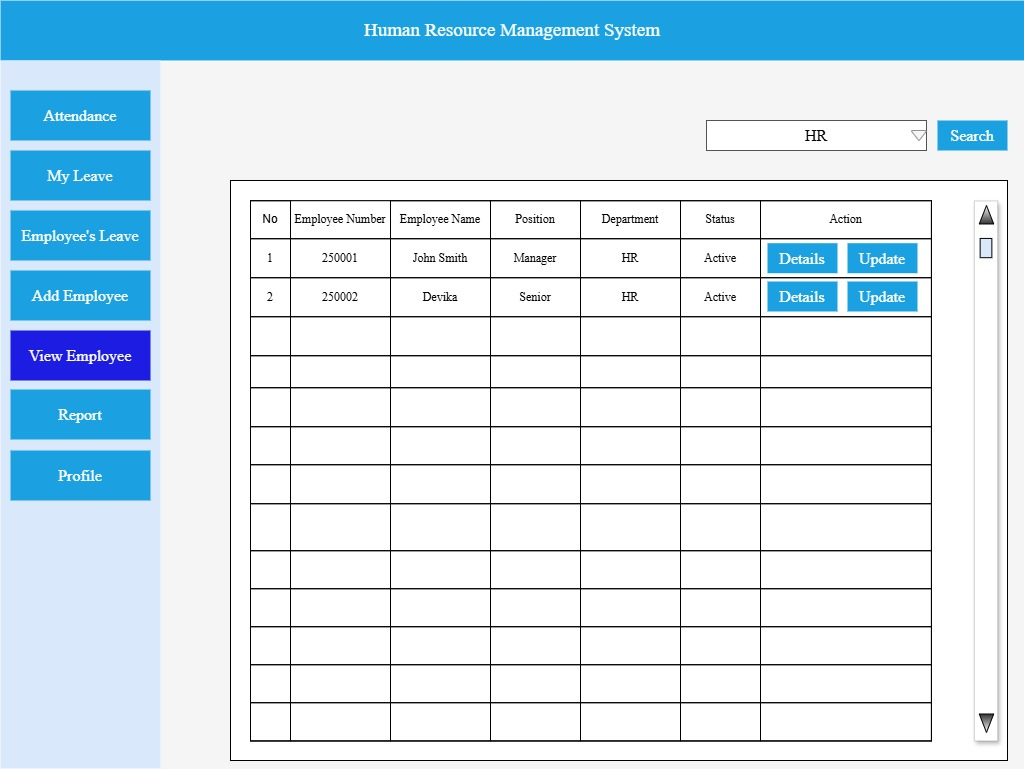 Human Resource Management System
Attendance
My Leave
Employee's Leave
Add Employee
View Employee
Report
Profile
HR
Search
No Employee Number Employee Name Position Department Status Action
1 250001 John Smith Manager HR Active Details Update
2 250002 Devika Senior HR Active Details Update